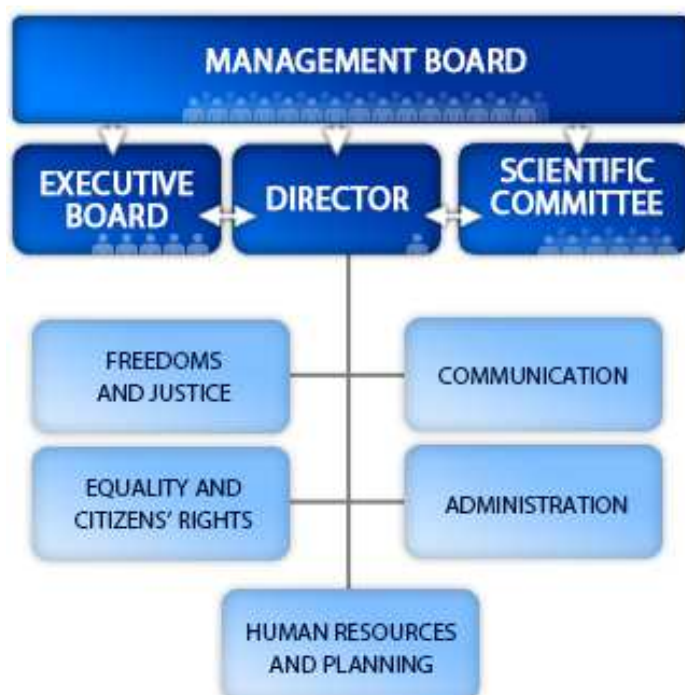 MANAGEMENT BOARD
EXECUTIVE
BOARD
DIRECTOR
SCIENTIFIC
COMMITTEE
FREEDOMS
AND JUSTICE
COMMUNICATION
EQUALITY AND
CITIZENS’ RIGHTS
ADMINISTRATION
HUMAN RESOURCES
AND PLANNING